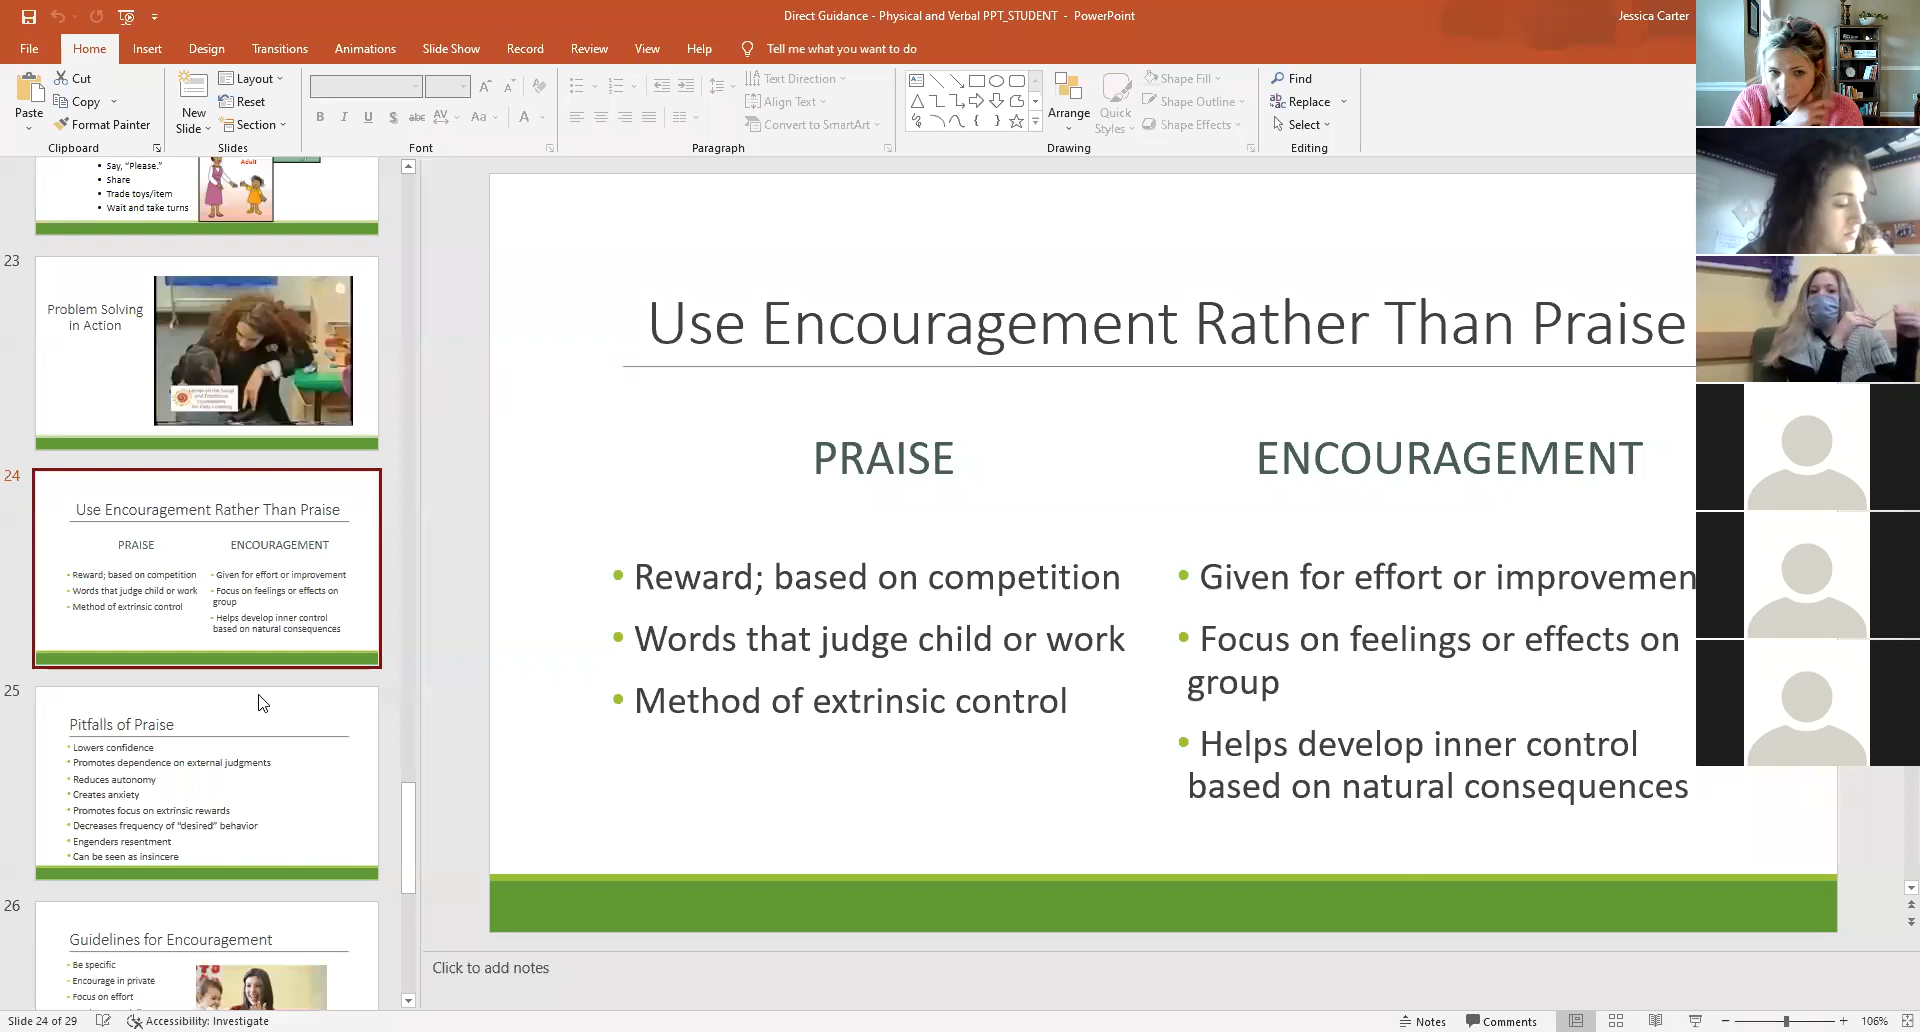 Direct Guidance - Physical and Verbal PPT_STUDENT - PowerPoint
Jessica Carter
File Home Insert Design Transitions Animations Slide Show Record Review View Help Tell me what you want to do
Paste
Cut
Copy
Format Painter
Clipboard
New
Slide
Layout
Reset
Section
Slides
B I U S abc AV Aa A
Font
Text Direction
Align Text
Convert to SmartArt
Paragraph
Arrange
Quick
Styles
Shape Fill
Shape Outline
Shape Effects
Drawing
Find
Replace
Select
Editing
• Say, “Please.”
• Share
• Trade toys/item
• Wait and take turns
Adult
23
Problem Solving
in Action
24
Use Encouragement Rather Than Praise
PRAISE
ENCOURAGEMENT
• Reward; based on competition
• Words that judge child or work
• Method of extrinsic control
• Given for effort or improvement
• Focus on feelings or effects on
group
• Helps develop inner control
based on natural consequences
25
Pitfalls of Praise
• Lowers confidence
• Promotes dependence on external judgments
• Reduces autonomy
• Creates anxiety
• Promotes focus on extrinsic rewards
• Decreases frequency of “desired” behavior
• Engenders resentment
• Can be seen as insincere
26
Guidelines for Encouragement
• Be specific
• Encourage in private
• Focus on effort
Use Encouragement Rather Than Praise
PRAISE
• Reward; based on competition
• Words that judge child or work
• Method of extrinsic control
ENCOURAGEMENT
• Given for effort or improvemen
• Focus on feelings or effects on
group
• Helps develop inner control
based on natural consequences
Click to add notes
Slide 24 of 29
Accessibility: Investigate
Notes
Comments
106%